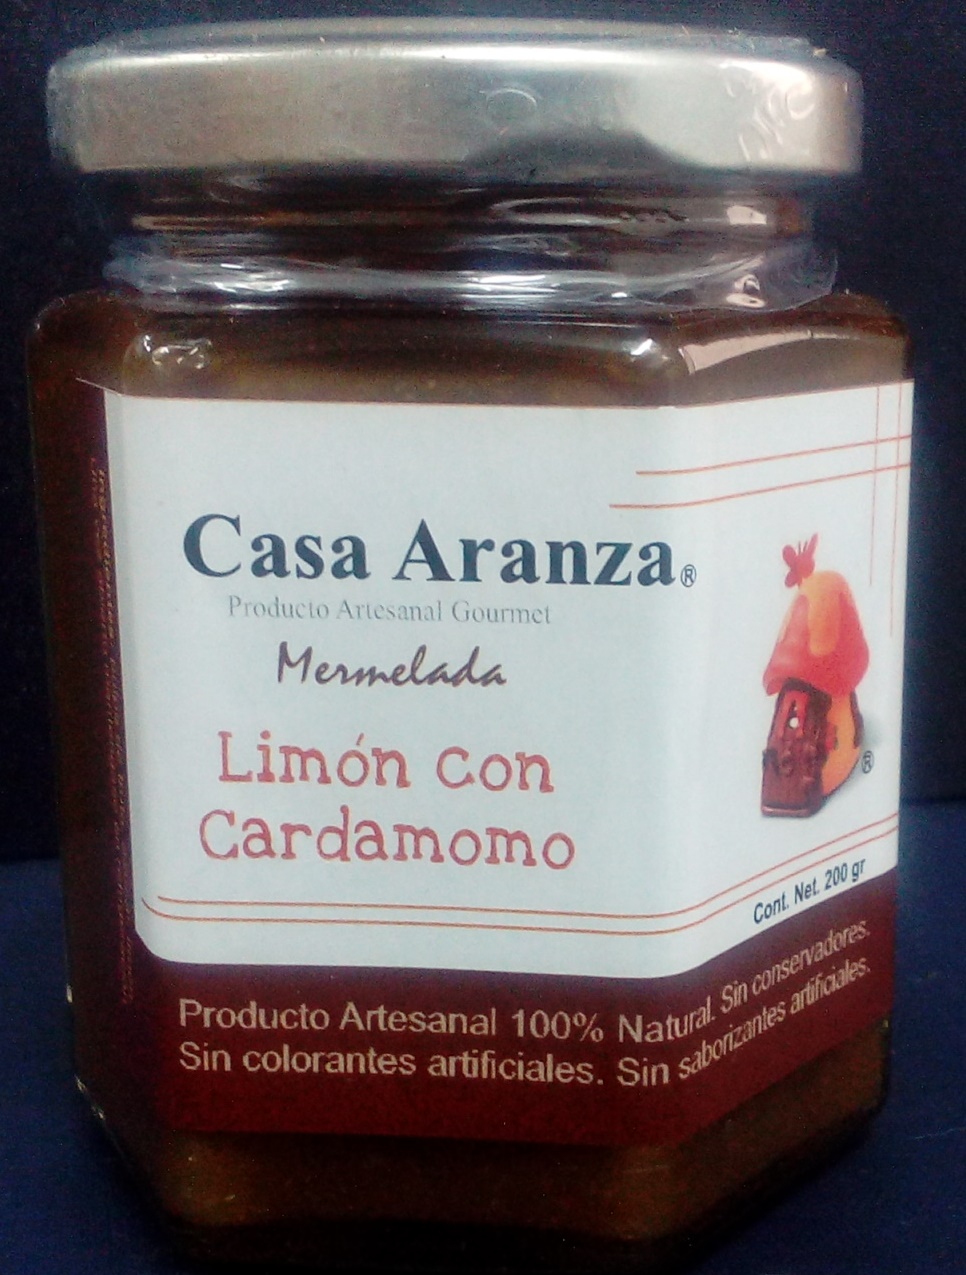 Casa Aranza®
Producto Artesanal Gourmet
Mermelada
Limón con
Cardamomo
®
Cont. Net. 200 gr
Producto Artesanal 100% Natural. Sin conservadores.
Sin colorantes artificiales. Sin saborizantes artificiales.